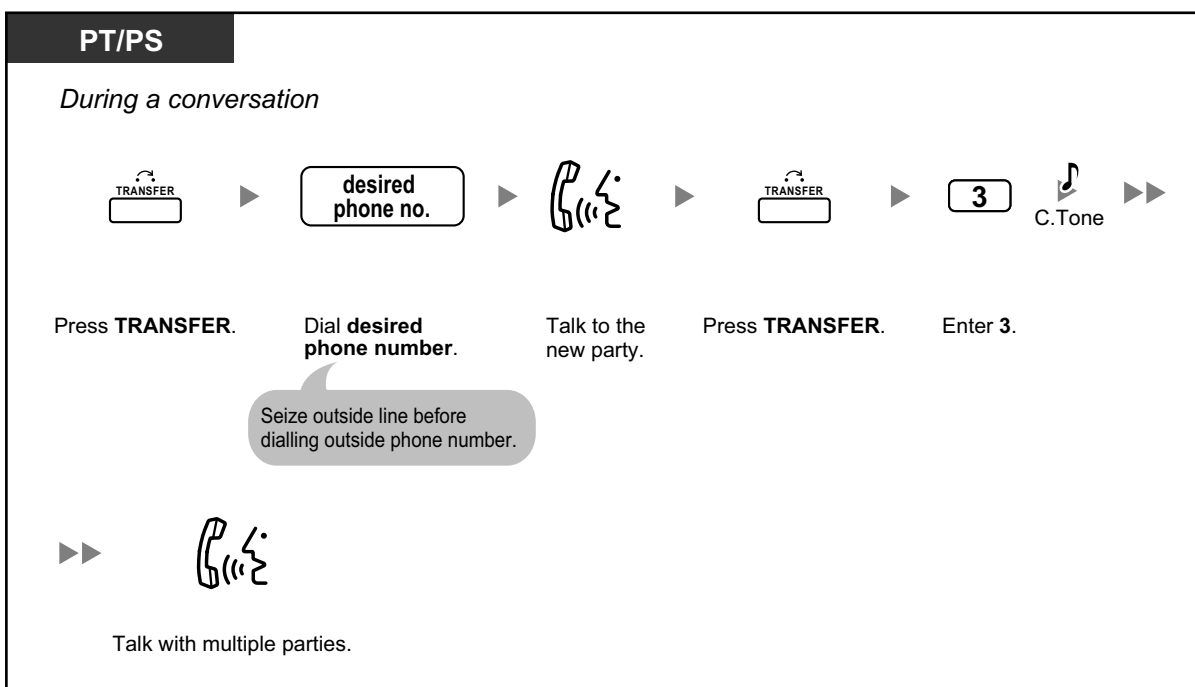 PT/PS
During a conversation
TRANSFER
desired
phone no.
TRANSFER
3
C.Tone
Press TRANSFER.
Dial desired
phone number.
Talk to the
new party.
Press TRANSFER.
Enter 3.
Seize outside line before
dialling outside phone number.
Talk with multiple parties.